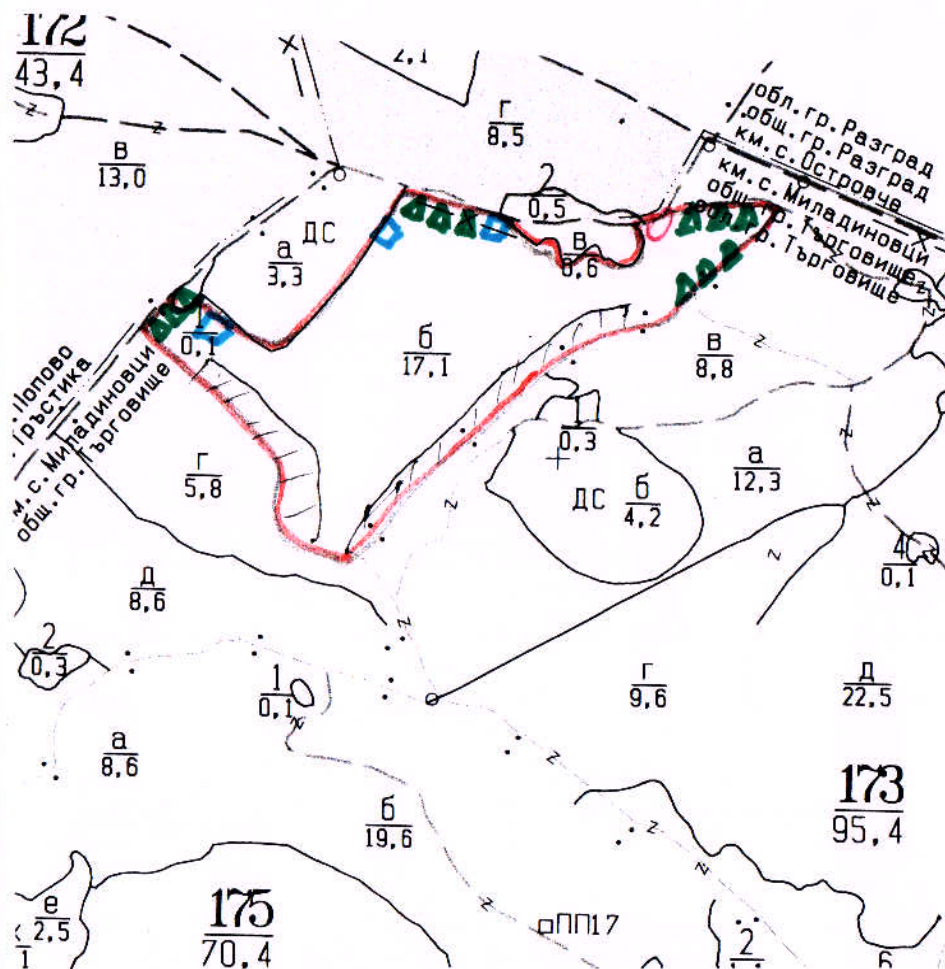 172
43,4
2,1
г
8,5
обл. гр. Разград
общ. гр. Разград
км. с. Островче
км. с. Миладиновци
общ. гр. Търговище
обл. гр. Търговище
в
13,0
2
0,5
ДС
а
3,3
в
0,6
1
0,1
б
17,1
в
8,8
Попово
Пръстика
м. с. Миладиновци
общ. гр. Търговище
г
5,8
1
0,3
ДС
б
4,2
а
12,3
4
0,1
д
8,6
2
0,3
1
0,1
г
9,6
д
22,5
а
8,6
б
19,6
173
95,4
е
2,5
1
175
70,4
ПП17
2
6